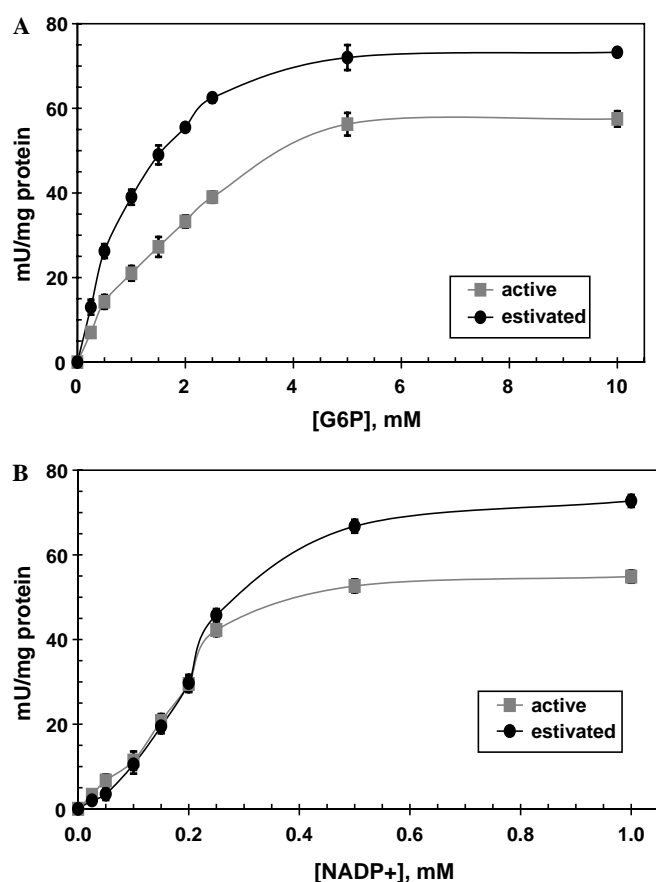 A
80
60
40
20
0
mU/mg protein
active
estivated
0 2 4 6 8 10
[G6P], mM
B
80
60
40
20
0
mU/mg protein
active
estivated
0.0 0.2 0.4 0.6 0.8 1.0
[NADP+], mM